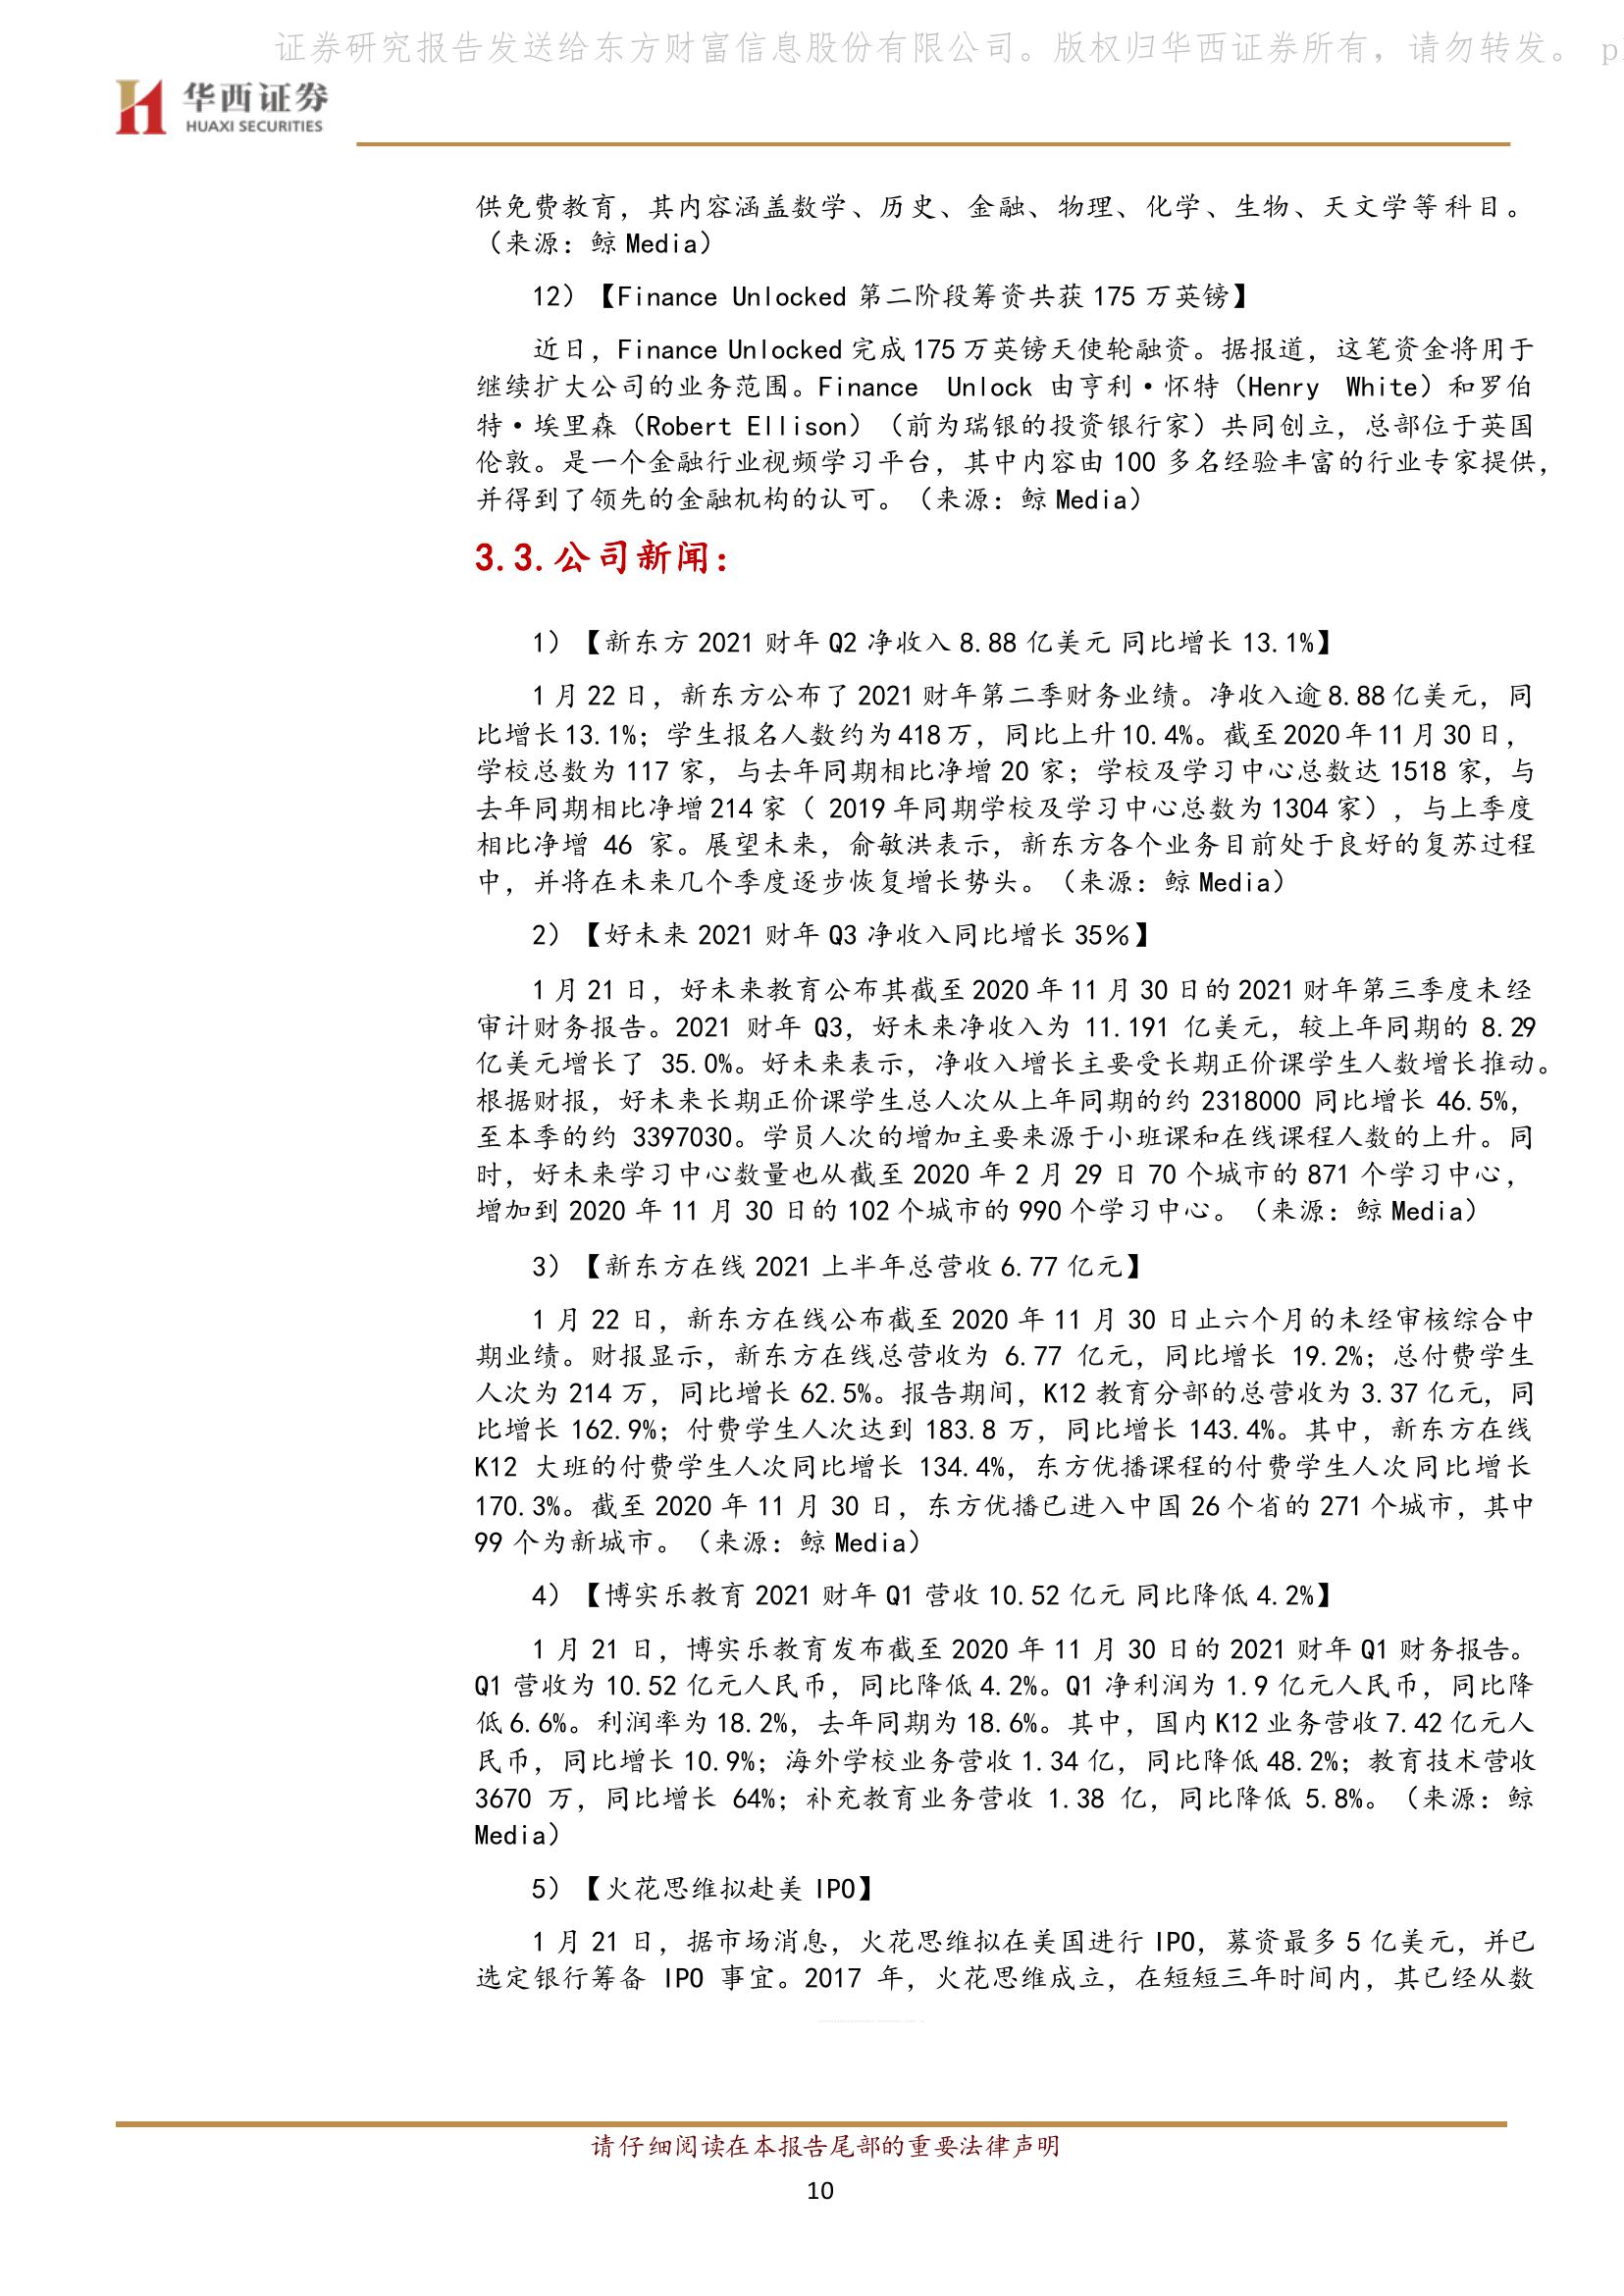 证券研究报告发送给东方财富信息股份有限公司。版权归华西证券所有，请勿转发。 p
华西证券
HUAXI SECURITIES
供免费教育，其内容涵盖数学、历史、金融、物理、化学、生物、天文学等科目。
（来源：鲸 Media）
12）【Finance Unlocked 第二阶段筹资共获 175 万英镑】
近日，Finance Unlocked 完成 175 万英镑天使轮融资。据报道，这笔资金将用于
继续扩大公司的业务范围。Finance Unlock 由亨利·怀特（Henry White）和罗伯
特·埃里森（Robert Ellison）（前为瑞银的投资银行家）共同创立，总部位于英国
伦敦。是一个金融行业视频学习平台，其中内容由 100 多名经验丰富的行业专家提供，
并得到了领先的金融机构的认可。（来源：鲸 Media）
3.3.公司新闻：
1）【新东方 2021 财年 Q2 净收入 8.88 亿美元 同比增长 13.1%】
1 月 22 日，新东方公布了 2021 财年第二季财务业绩。净收入逾 8.88 亿美元，同
比增长 13.1%；学生报名人数约为 418 万，同比上升 10.4%。截至 2020 年 11 月 30 日，
学校总数为 117 家，与去年同期相比净增 20 家；学校及学习中心总数达 1518 家，与
去年同期相比净增 214 家（ 2019 年同期学校及学习中心总数为 1304 家），与上季度
相比净增 46 家。展望未来，俞敏洪表示，新东方各个业务目前处于良好的复苏过程
中，并将在未来几个季度逐步恢复增长势头。（来源：鲸 Media）
2）【好未来 2021 财年 Q3 净收入同比增长 35％】
1 月 21 日，好未来教育公布其截至 2020 年 11 月 30 日的 2021 财年第三季度未经
审计财务报告。2021 财年 Q3，好未来净收入为 11.191 亿美元，较上年同期的 8.29
亿美元增长了 35.0%。好未来表示，净收入增长主要受长期正价课学生人数增长推动。
根据财报，好未来长期正价课学生总人次从上年同期的约 2318000 同比增长 46.5%，
至本季的约 3397030。学员人次的增加主要来源于小班课和在线课程人数的上升。同
时，好未来学习中心数量也从截至 2020 年 2 月 29 日 70 个城市的 871 个学习中心，
增加到 2020 年 11 月 30 日的 102 个城市的 990 个学习中心。（来源：鲸 Media）
3）【新东方在线 2021 上半年总营收 6.77 亿元】
1 月 22 日，新东方在线公布截至 2020 年 11 月 30 日止六个月的未经审核综合中
期业绩。财报显示，新东方在线总营收为 6.77 亿元，同比增长 19.2%；总付费学生
人次为 214 万，同比增长 62.5%。报告期间，K12 教育分部的总营收为 3.37 亿元，同
比增长 162.9%；付费学生人次达到 183.8 万，同比增长 143.4%。其中，新东方在线
K12 大班的付费学生人次同比增长 134.4%，东方优播课程的付费学生人次同比增长
170.3%。截至 2020 年 11 月 30 日，东方优播已进入中国 26 个省的 271 个城市，其中
99 个为新城市。（来源：鲸 Media）
4）【博实乐教育 2021 财年 Q1 营收 10.52 亿元 同比降低 4.2%】
1 月 21 日，博实乐教育发布截至 2020 年 11 月 30 日的 2021 财年 Q1 财务报告。
Q1 营收为 10.52 亿元人民币，同比降低 4.2%。Q1 净利润为 1.9 亿元人民币，同比降
低 6.6%。利润率为 18.2%，去年同期为 18.6%。其中，国内 K12 业务营收 7.42 亿元人
民币，同比增长 10.9%；海外学校业务营收 1.34 亿，同比降低 48.2%；教育技术营收
3670 万，同比增长 64%；补充教育业务营收 1.38 亿，同比降低 5.8%。（来源：鲸
Media）
5）【火花思维拟赴美 IPO】
1 月 21 日，据市场消息，火花思维拟在美国进行 IPO，募资最多 5 亿美元，并已
选定银行筹备 IPO 事宜。2017 年，火花思维成立，在短短三年时间内，其已经从数
请仔细阅读在本报告尾部的重要法律声明
10